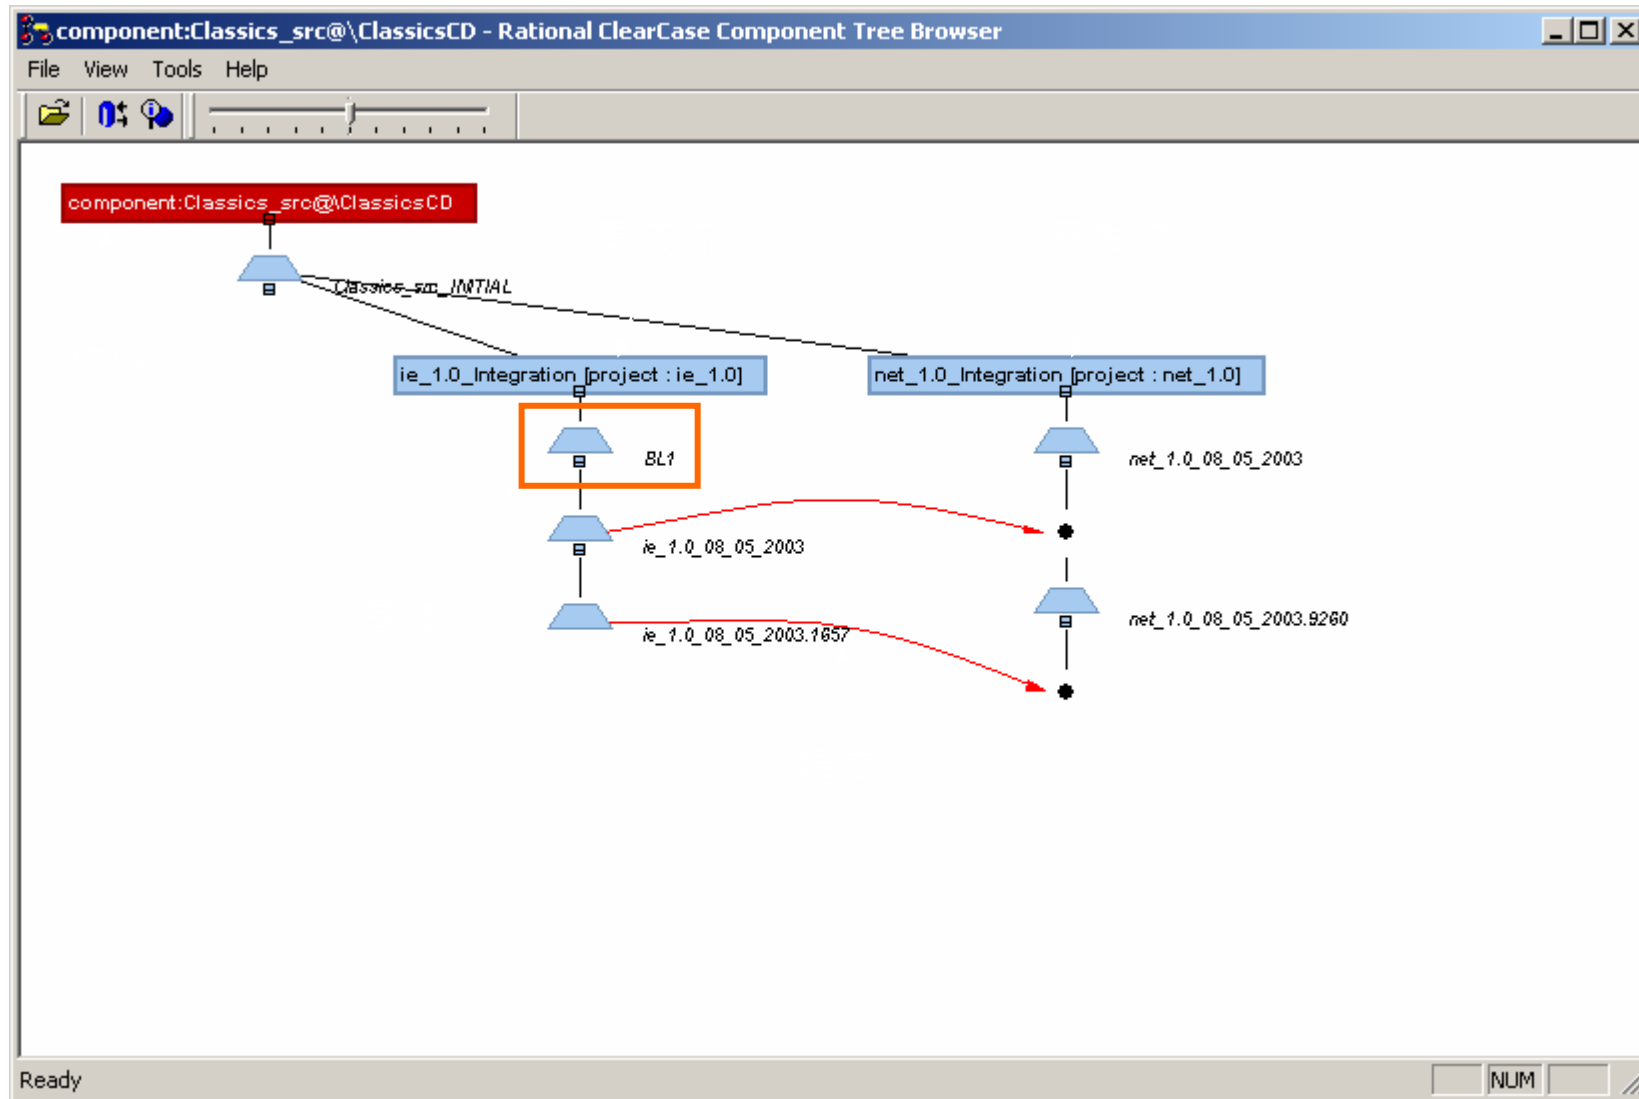 component:Classics_src@\ClassicsCD - Rational ClearCase Component Tree Browser
File View Tools Help
component:Classics_src@\ClassicsCD
Classics_src_INITIAL
ie_1.0_Integration [project : ie_1.0]
net_1.0_Integration [project : net_1.0]
BL1
net_1.0_08_05_2003
ie_1.0_08_05_2003
net_1.0_08_05_2003.9260
ie_1.0_08_05_2003.1657
Ready
NUM